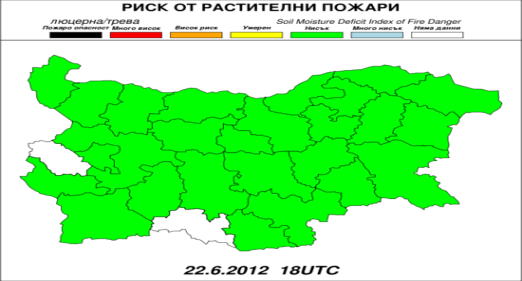 РИСК ОТ РАСТИТЕЛНИ ПОЖАРИ
люцерна/трева Soil Moisture Deficit Index of Fire Danger
Пожаро опасност Много висок Висок риск Умерен Нисък Много нисък Няма данни
22.6.2012 18UTC